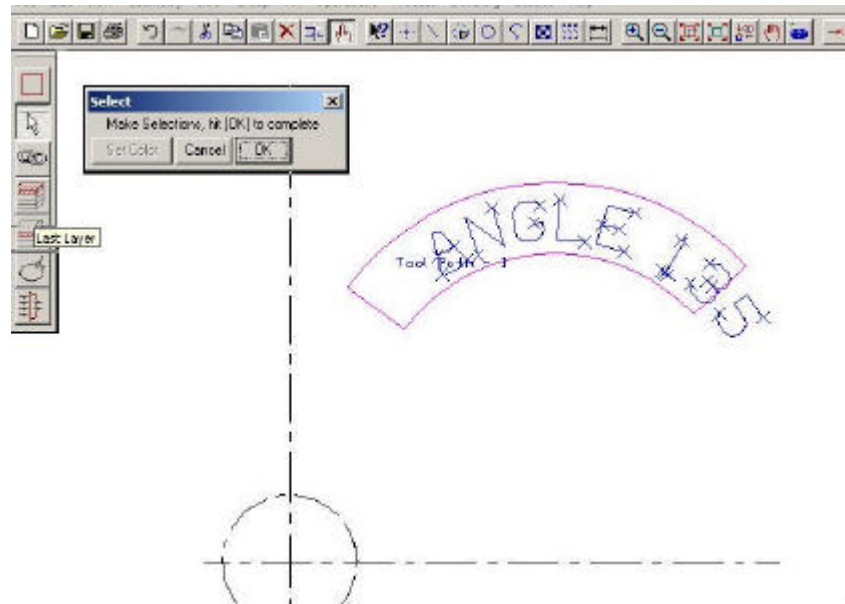 Select
Make Selections, hit [OK] to complete
Set Color
Cancel
OK
Last Layer
ANGLE 135
Tool Path - 1